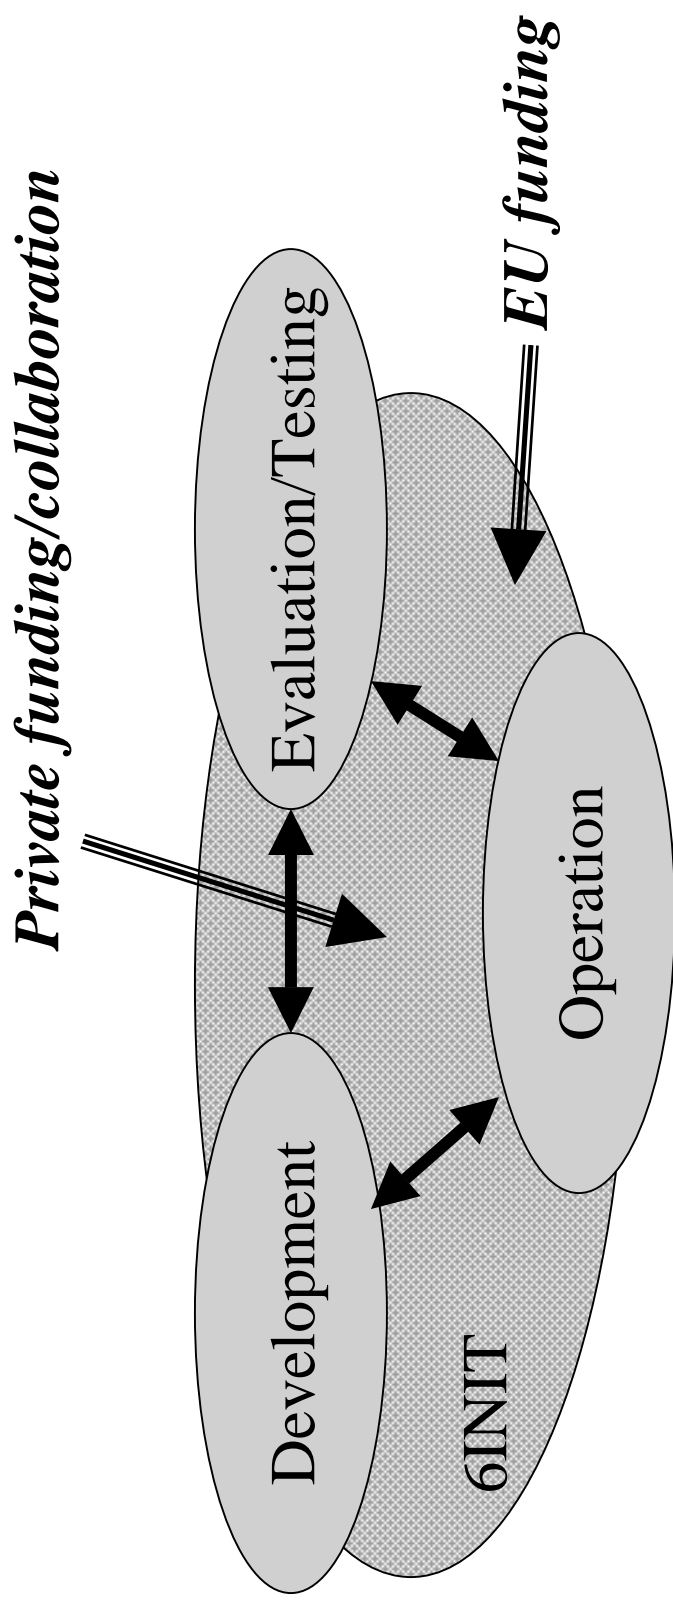 Private funding/collaboration
Development
Evaluation/Testing
6INIT
Operation
EU funding